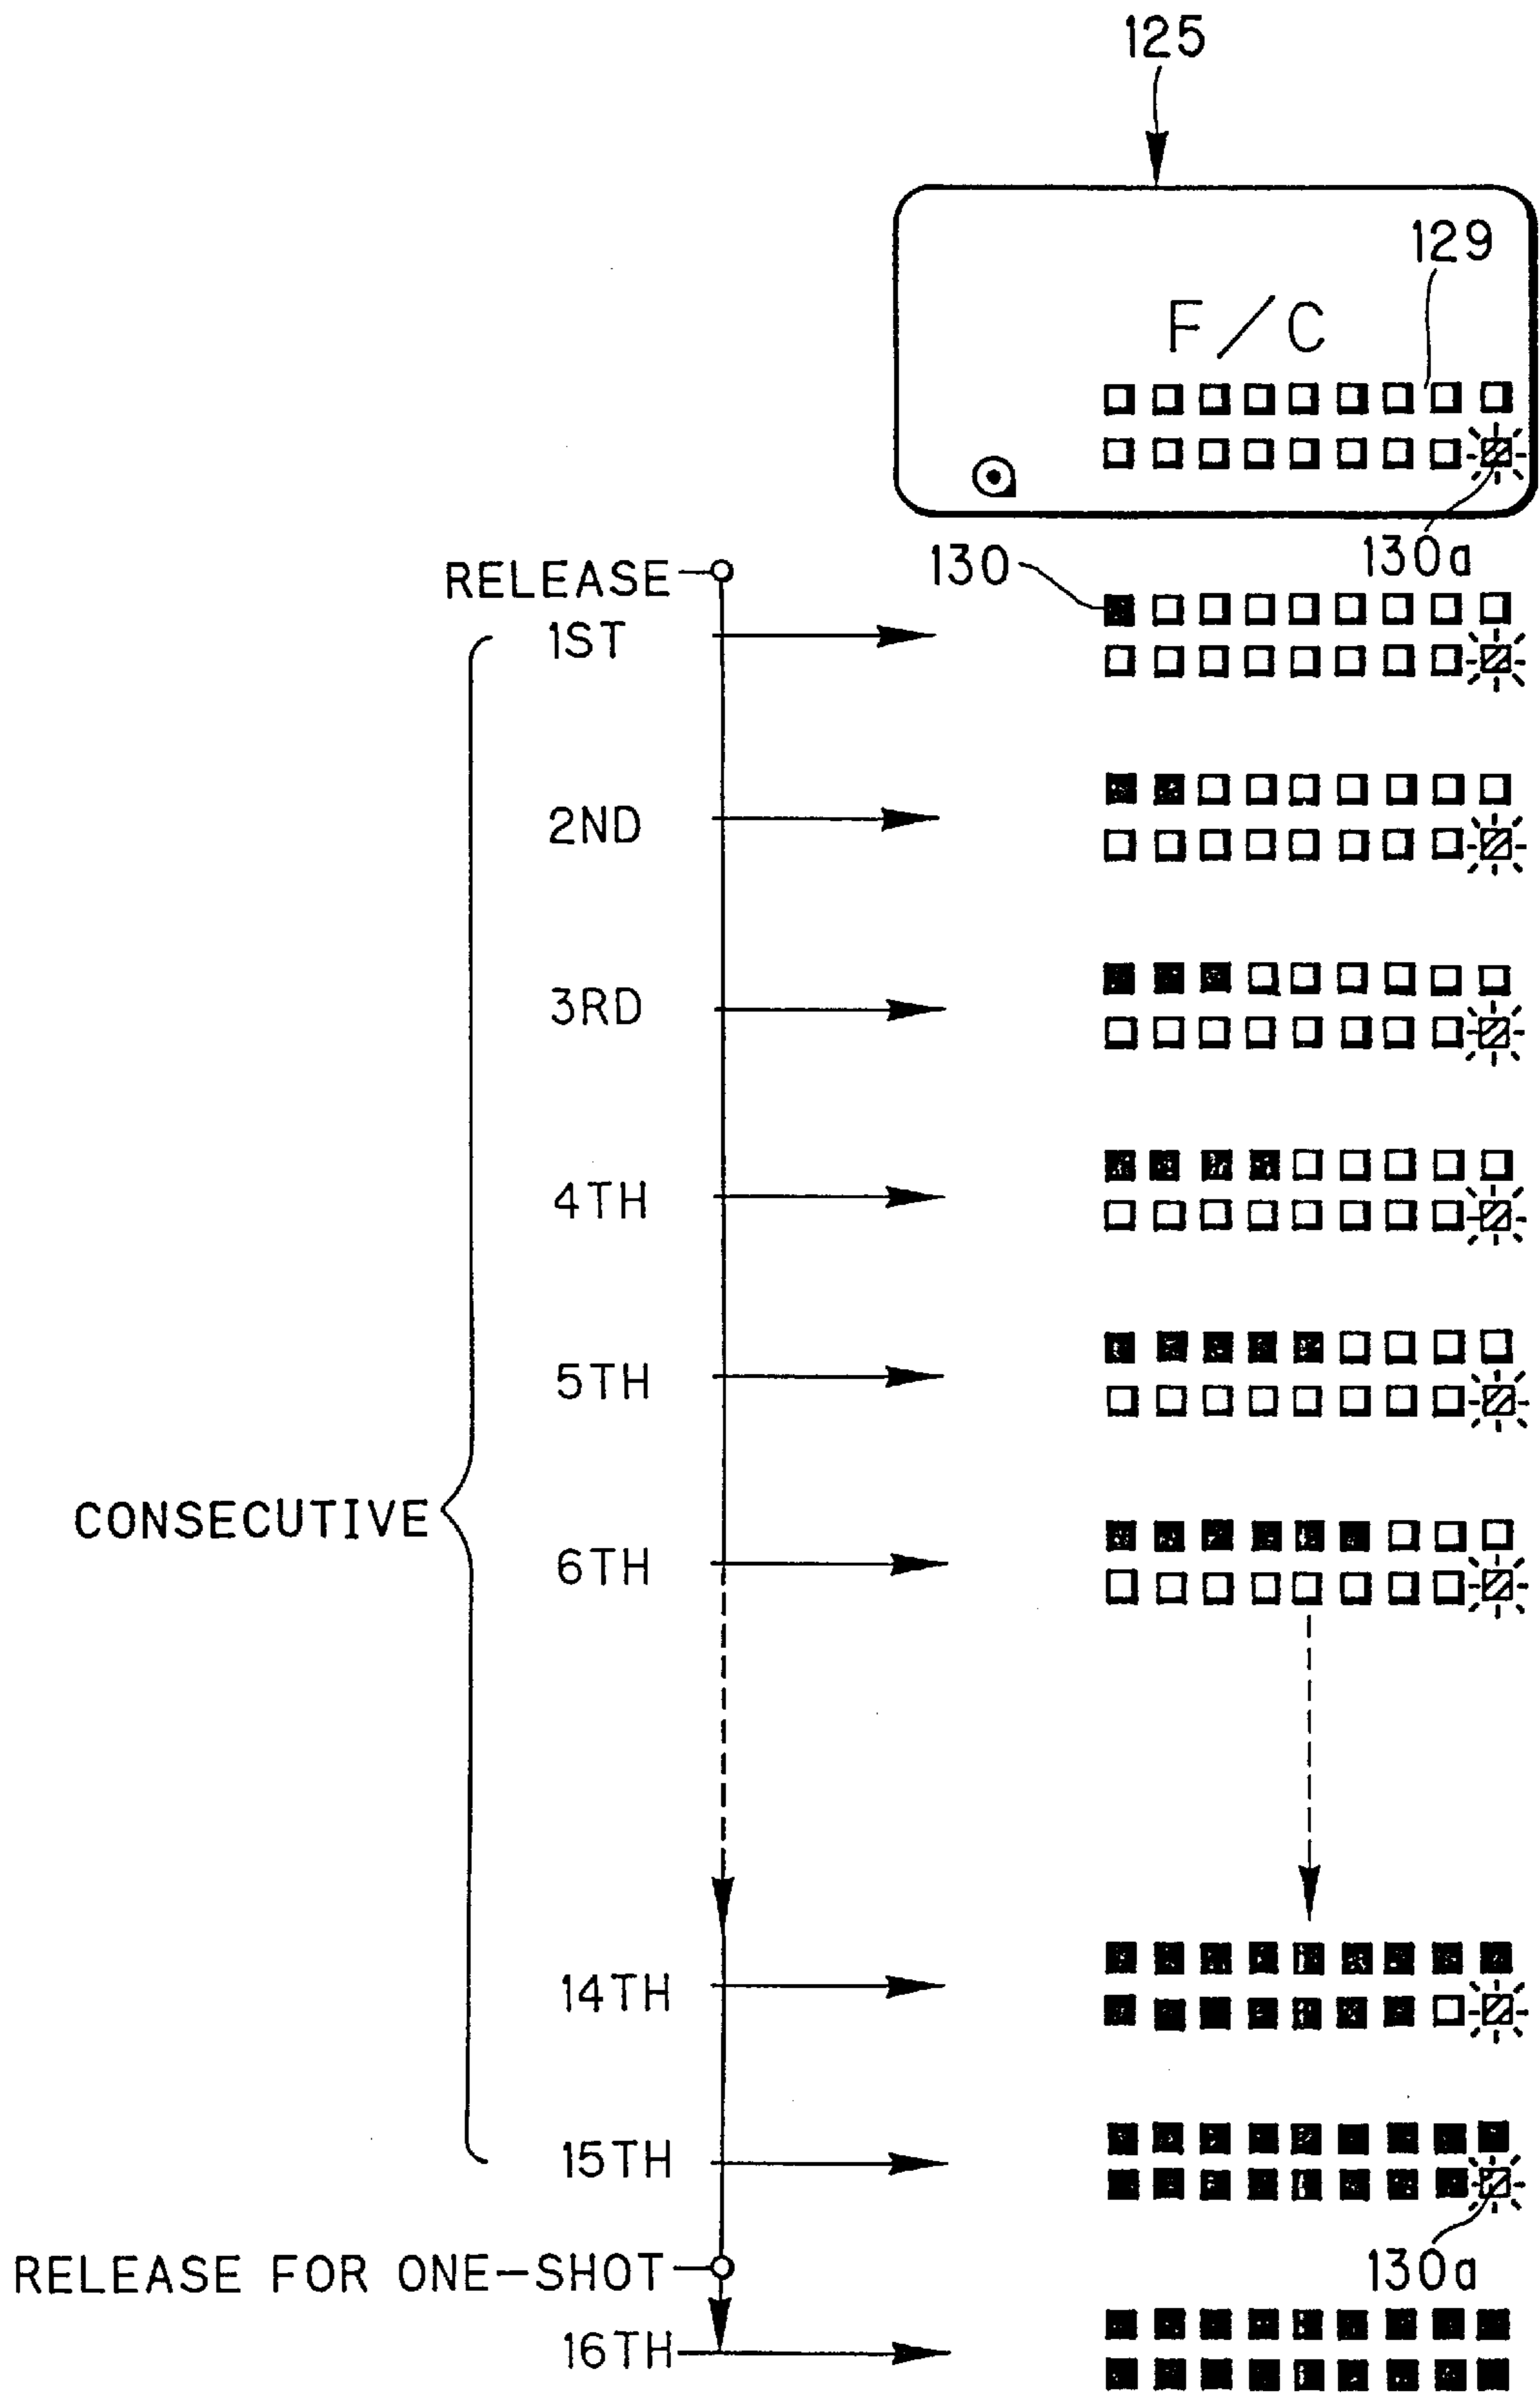 125
129
F/C
130a
RELEASE
130
1ST
2ND
3RD
4TH
5TH
CONSECUTIVE
6TH
14TH
15TH
RELEASE FOR ONE-SHOT
130a
16TH